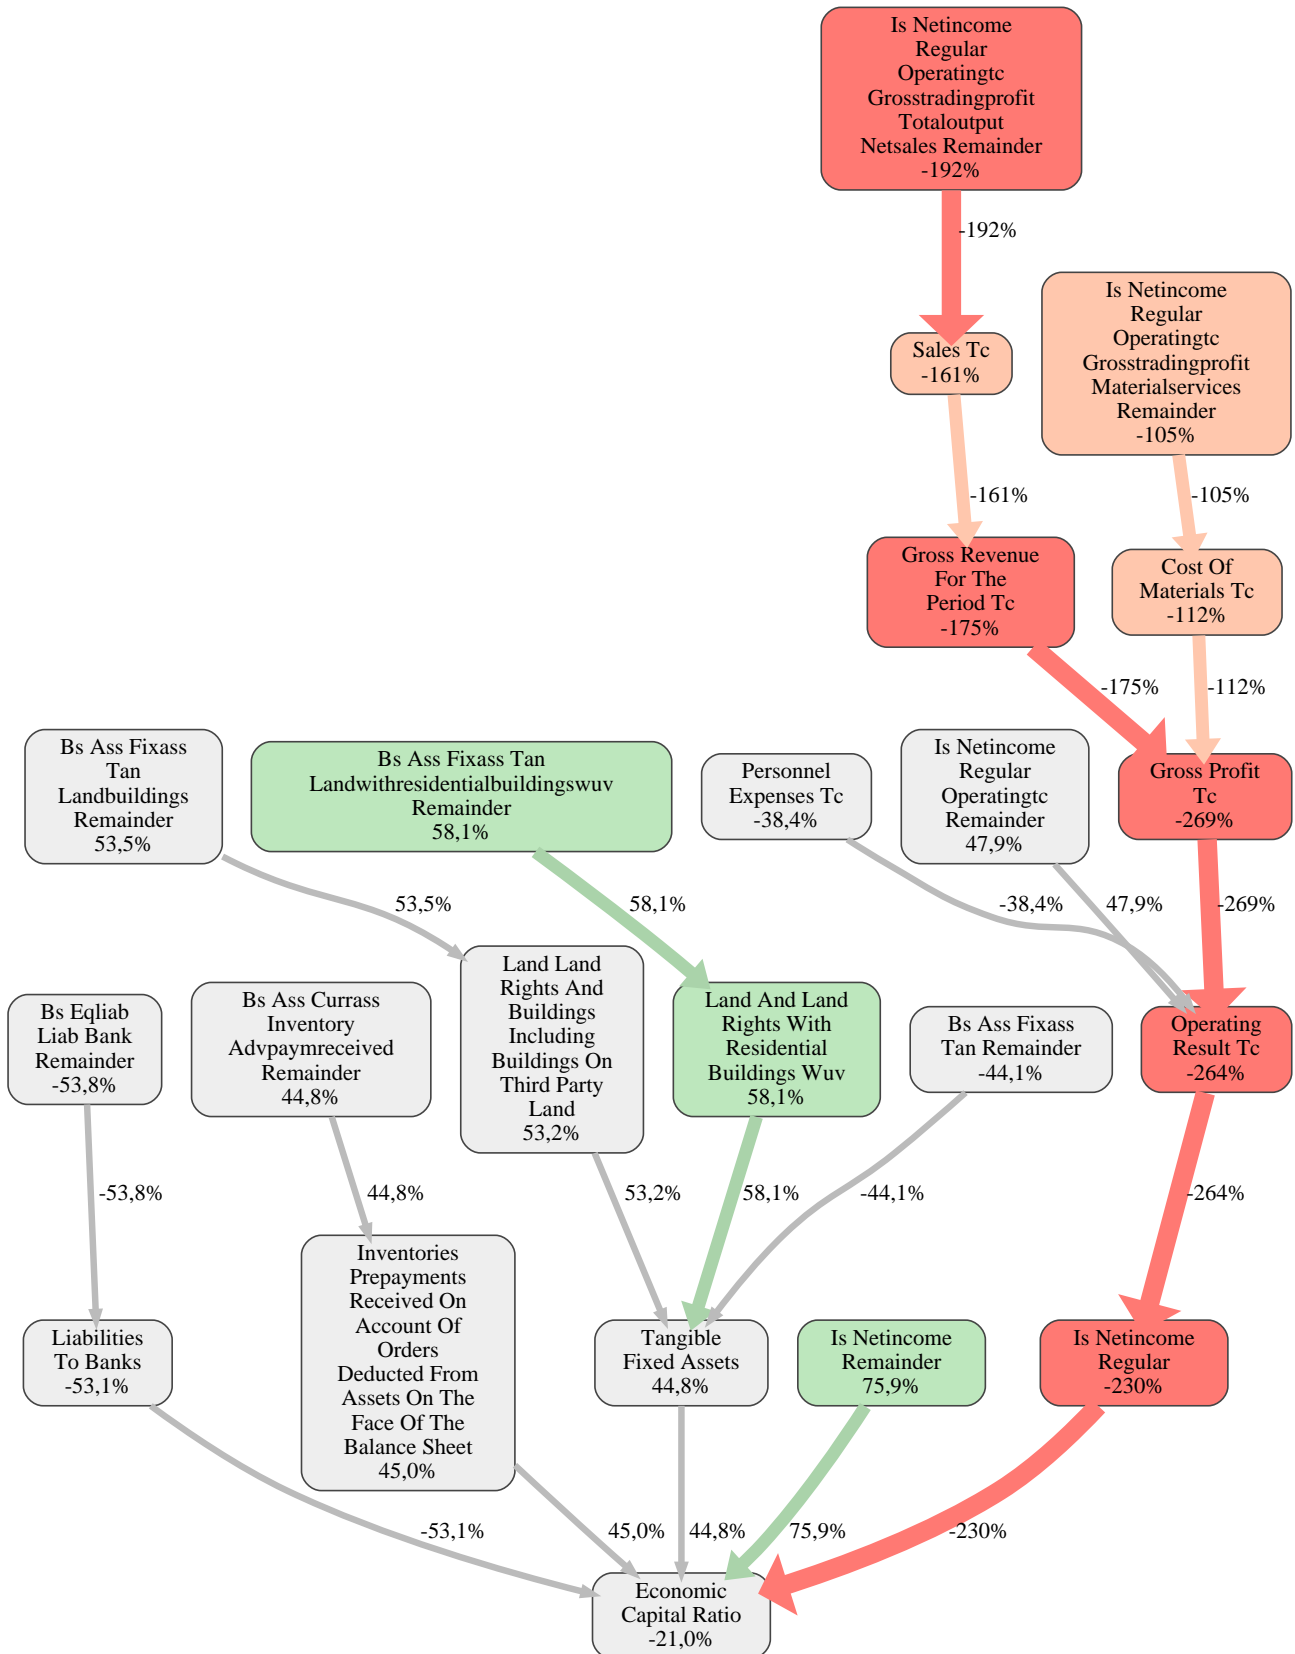 Is Netincome
Regular
Operatingtc
Grosstradingprofit
Totaloutput
Netsales Remainder
-192%
-192%
Is Netincome
Regular
Operatingtc
Grosstradingprofit
Materialservices
Remainder
-105%
Sales Tc
-161%
-161%
-105%
Gross Revenue
For The
Period Tc
-175%
Cost Of
Materials Tc
-112%
-175%
-112%
Bs Ass Fixass
Tan
Landbuildings
Remainder
53,5%
Bs Ass Fixass Tan
Landwithresidentialbuildingswuv
Remainder
58,1%
Personnel
Expenses Tc
-38,4%
Is Netincome
Regular
Operatingtc
Remainder
47,9%
Gross Profit
Tc
-269%
53,5%
58,1%
-38,4%
47,9%
-269%
Bs Eqliab
Liab Bank
Remainder
-53,8%
Bs Ass Currass
Inventory
Advpaymreceived
Remainder
44,8%
Land Land
Rights And
Buildings
Including
Buildings On
Third Party
Land
53,2%
Land And Land
Rights With
Residential
Buildings Wuv
58,1%
Bs Ass Fixass
Tan Remainder
-44,1%
Operating
Result Tc
-264%
-53,8%
44,8%
53,2%
58,1%
-44,1%
-264%
Liabilities
To Banks
-53,1%
Inventories
Prepayments
Received On
Account Of
Orders
Deducted From
Assets On The
Face Of The
Balance Sheet
45,0%
Tangible
Fixed Assets
44,8%
Is Netincome
Remainder
75,9%
Is Netincome
Regular
-230%
-53,1%
45,0%
44,8%
75,9%
-230%
Economic
Capital Ratio
-21,0%